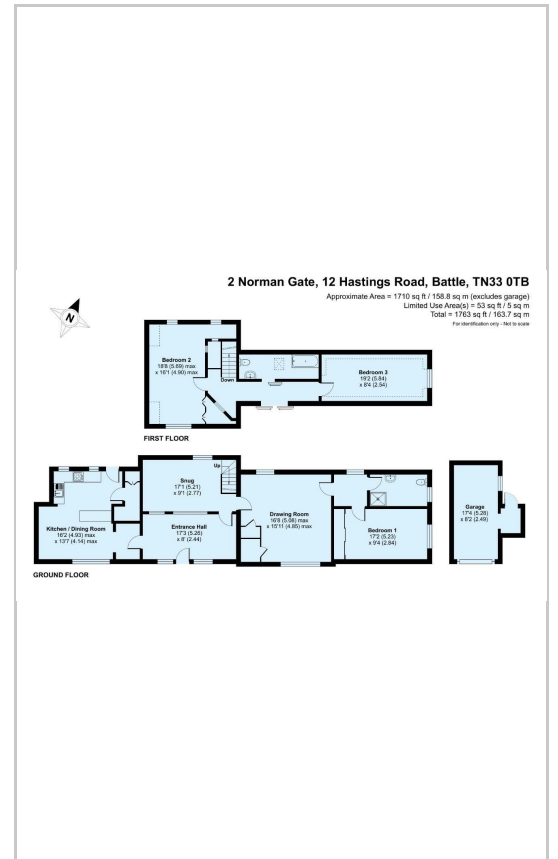 2 Norman Gate, 12 Hastings Road, Battle, TN33 0TB
Approximate Area = 1710 sq ft / 158.8 sq m (excludes garage)
Limited Use Area(s) = 53 sq ft / 5 sq m
Total = 1763 sq ft / 163.7 sq m
For identification only - Not to scale
N
Bedroom 2
18'8 (5.69) max
x 16'1 (4.90) max
Down
Bedroom 3
19'2 (5.84)
x 8'4 (2.54)
FIRST FLOOR
Up
Snug
17'1 (5.21)
x 9'1 (2.77)
Kitchen / Dining Room
16'2 (4.93) max
x 13'7 (4.14) max
Entrance Hall
17'3 (5.26)
x 8' (2.44)
Drawing Room
16'8 (5.08) max
x 15'11 (4.85) max
Bedroom 1
17'2 (5.23)
x 9'4 (2.84)
Garage
17'4 (5.28)
x 8'2 (2.49)
GROUND FLOOR